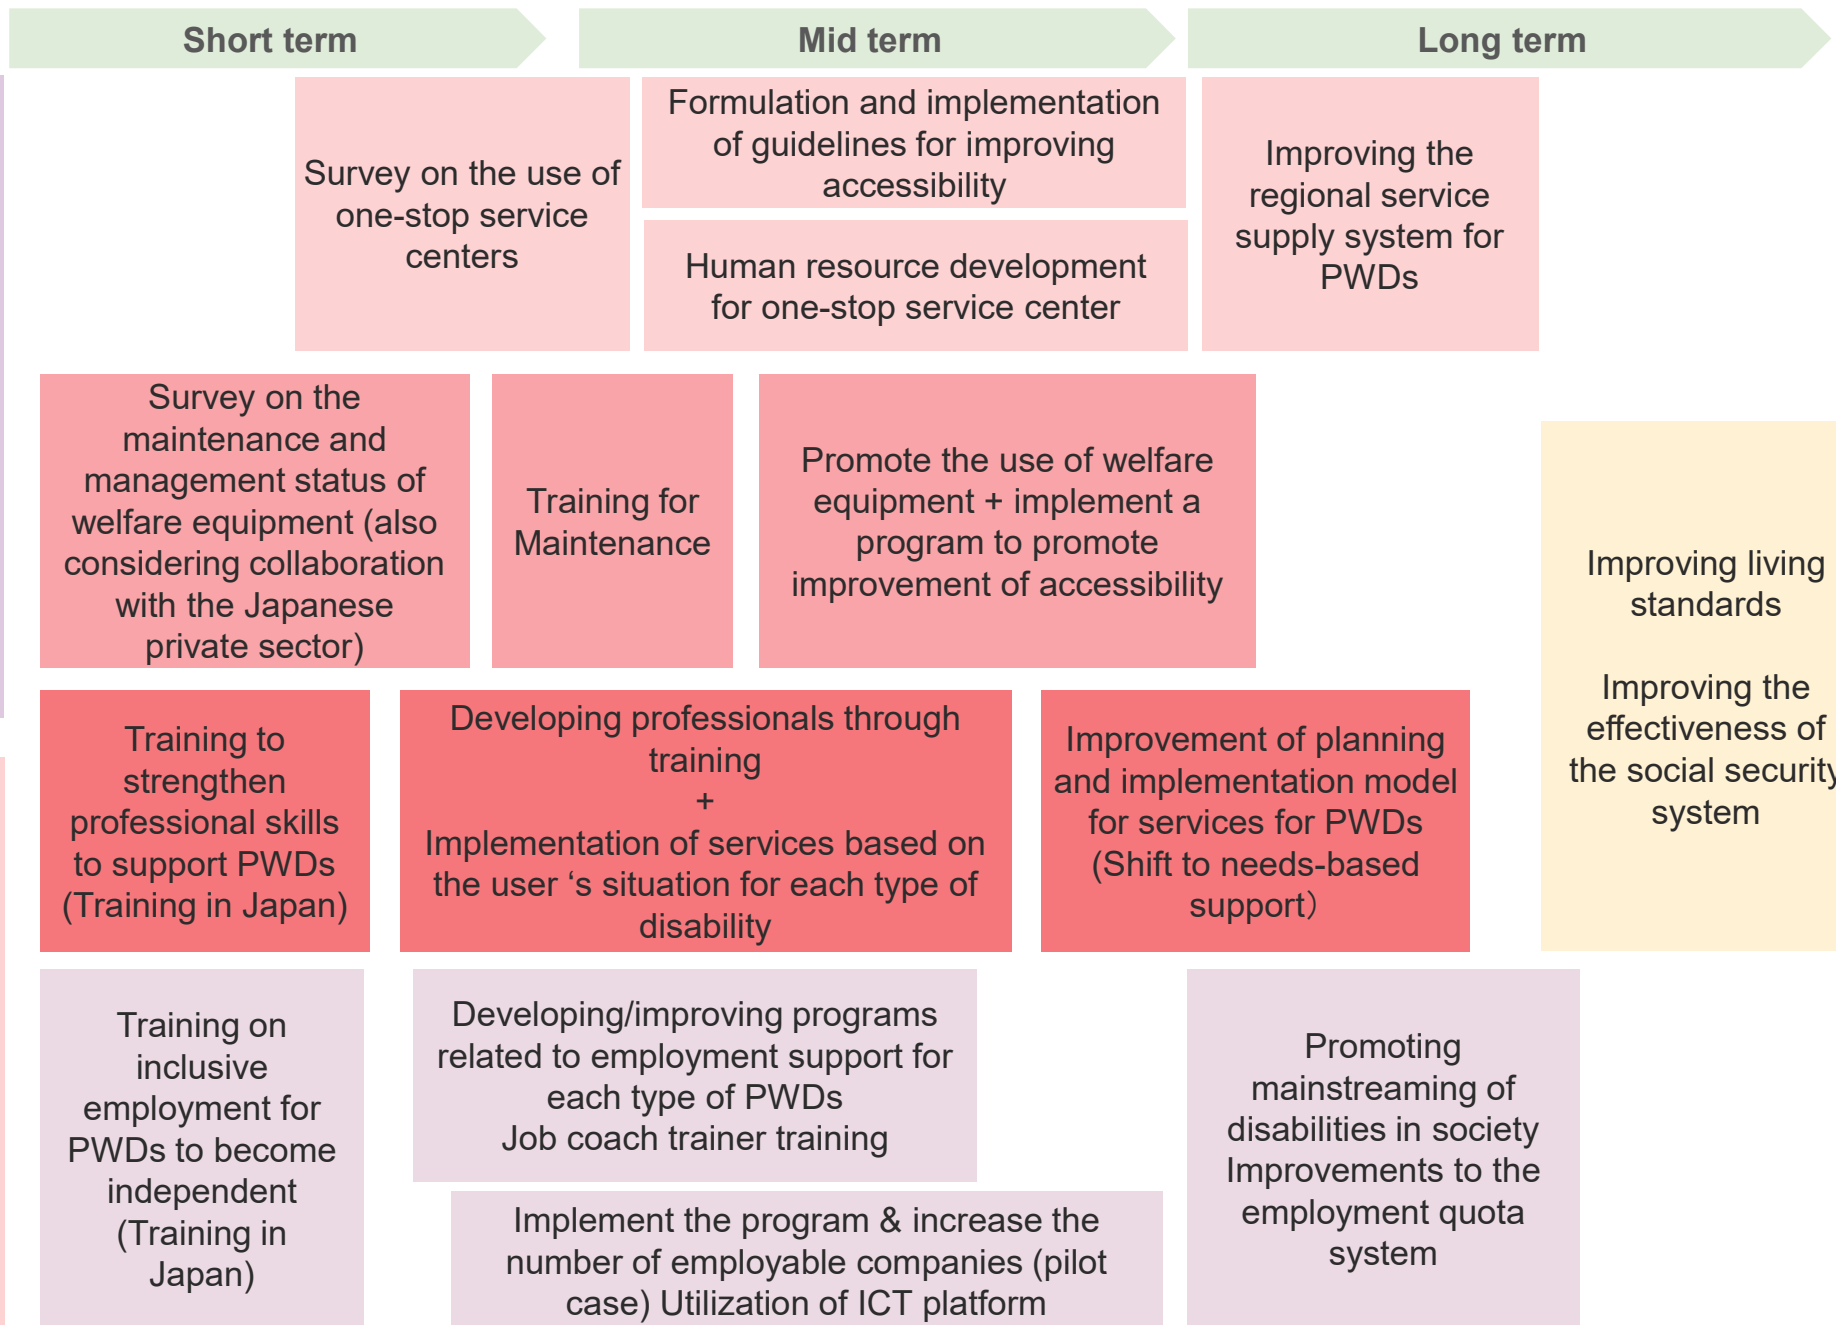 Short term
Mid term
Long term
Survey on the use of
one-stop service
centers
Formulation and implementation
of guidelines for improving
accessibility
Human resource development
for one-stop service center
Improving the
regional service
supply system for
PWDs
Survey on the
maintenance and
management status of
welfare equipment (also
considering collaboration
with the Japanese
private sector)
Training for
Maintenance
Promote the use of welfare
equipment + implement a
program to promote
improvement of accessibility
Improving living
standards
Improving the
effectiveness of
the social security
system
Training to
strengthen
professional skills
to support PWDs
(Training in Japan)
Developing professionals through
training
+
Implementation of services based on
the user ‘s situation for each type of
disability
Improvement of planning
and implementation model
for services for PWDs
(Shift to needs-based
support）
Training on
inclusive
employment for
PWDs to become
independent
(Training in
Japan)
Developing/improving programs
related to employment support for
each type of PWDs
Job coach trainer training
Implement the program & increase the
number of employable companies (pilot
case) Utilization of ICT platform
Promoting
mainstreaming of
disabilities in society
Improvements to the
employment quota
system